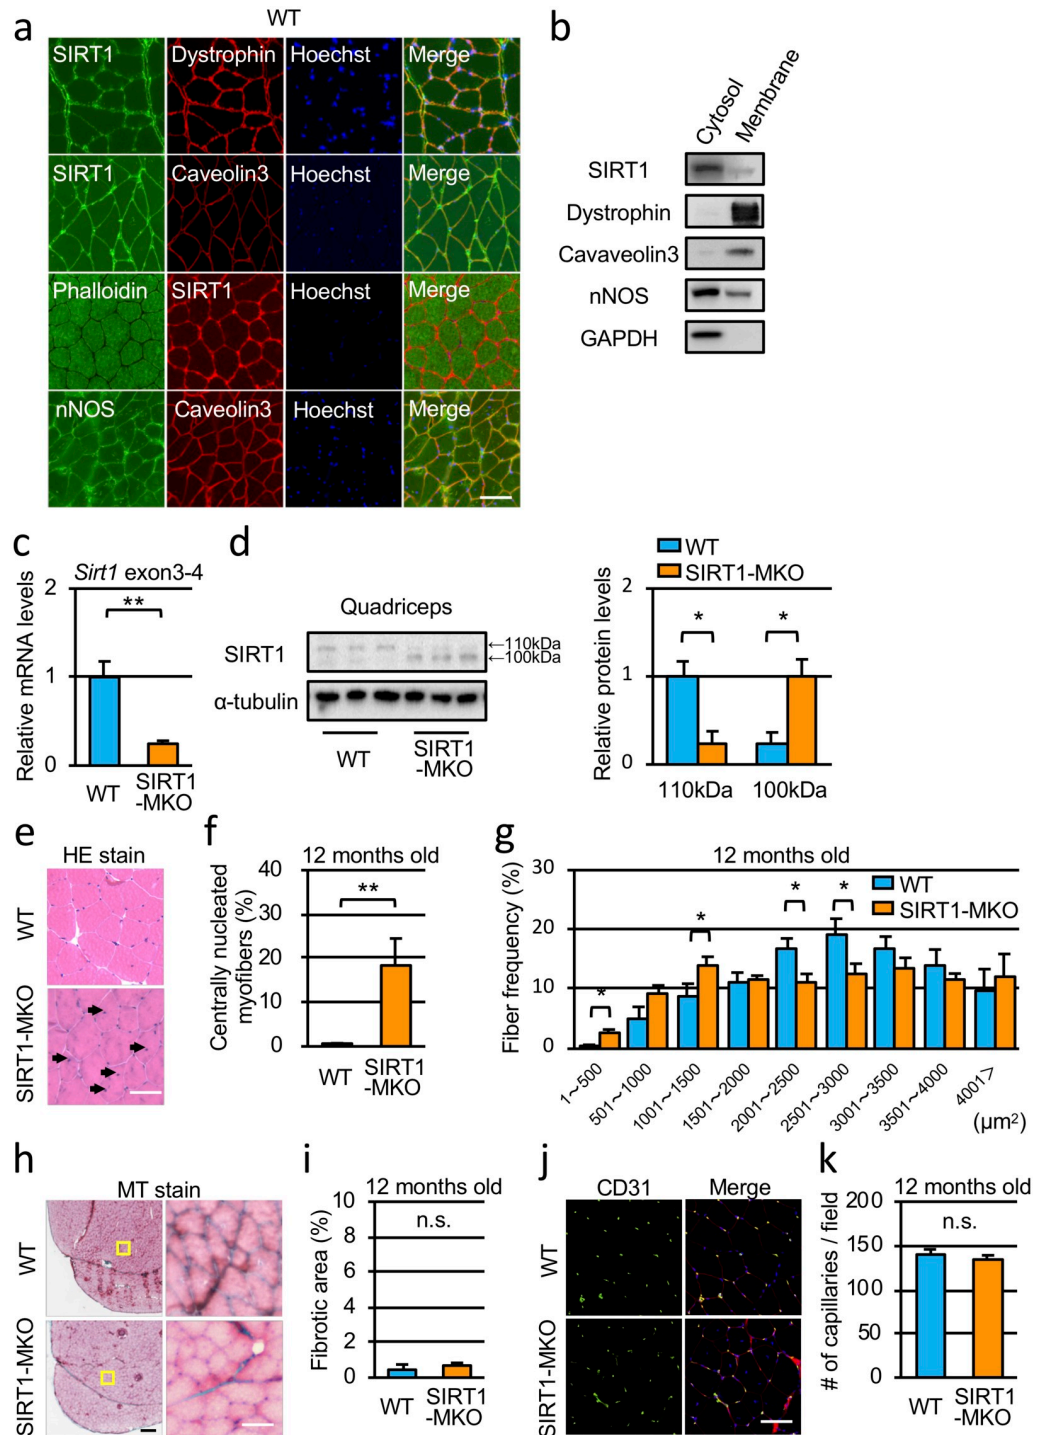 a
WT
SIRT1 Dystrophin Hoechst Merge
SIRT1 Caveolin3 Hoechst Merge
Phalloidin SIRT1 Hoechst Merge
nNOS Caveolin3 Hoechst Merge
b
Cytosol Membrane
SIRT1
Dystrophin
Cavaveolin3
nNOS
GAPDH
c
Sirt1 exon3-4
Relative mRNA levels
2
1
0
**
WT SIRT1
-MKO
d
Quadriceps
SIRT1
←110kDa
←100kDa
α-tubulin
WT SIRT1
-MKO
WT
SIRT1-MKO
Relative protein levels
2
1
0
* *
110kDa 100kDa
e
HE stain
WT
SIRT1-MKO
f
12 months old
Centrally nucleated
myofibers (%)
40
30
20
10
0
**
WT SIRT1
-MKO
g
12 months old
Fiber frequency (%)
30
20
10
0
WT
SIRT1-MKO
* * * *
1~500 501~1000 1001~1500 1501~2000 2001~2500 2501~3000 3001~3500 3501~4000 4001>
(μm²)
h
MT stain
WT
SIRT1-MKO
i
12 months old
Fibrotic area (%)
10
8
6
4
2
0
n.s.
WT SIRT1
-MKO
j
CD31 Merge
WT
SIRT1-MKO
k
12 months old
# of capillaries / field
200
150
100
50
0
n.s.
WT SIRT1
-MKO